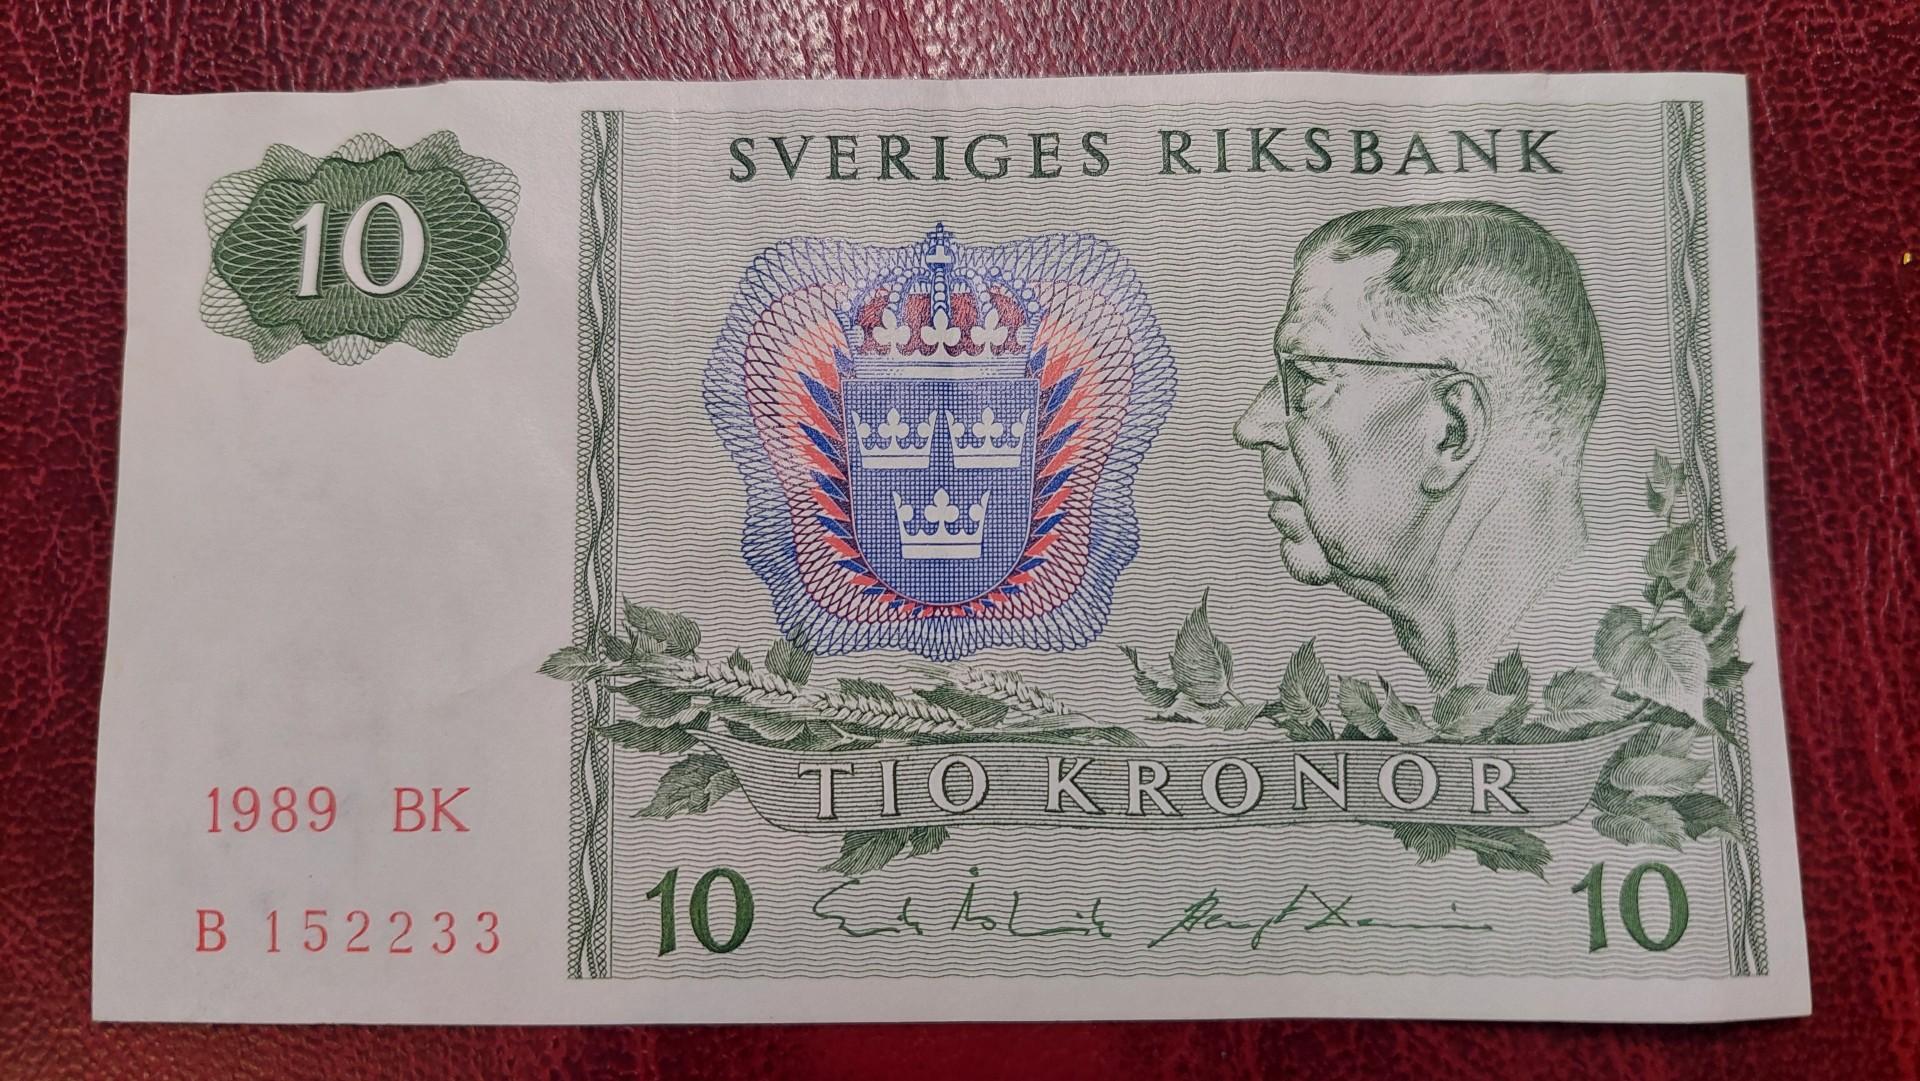 10
SVERIGES RIKSBANK
TIO KRONOR
1989 BK
B 152233
10
10